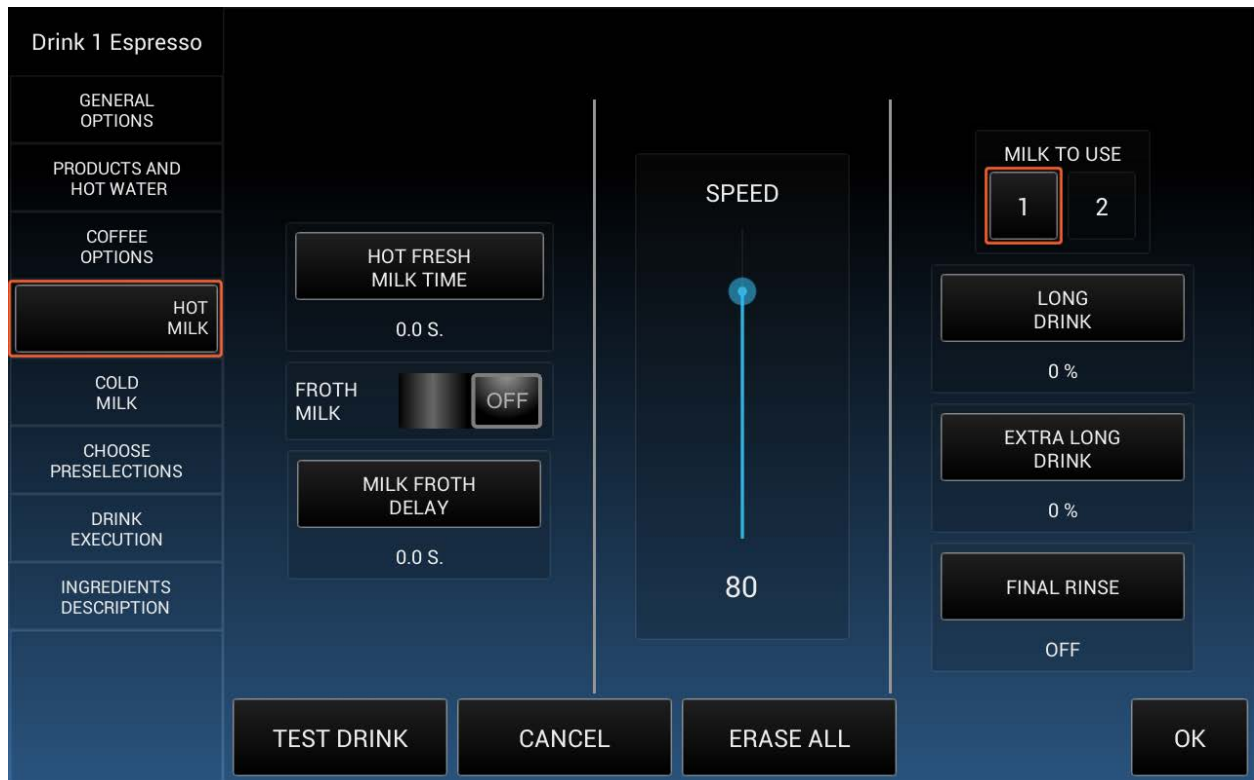 Drink 1 Espresso
GENERAL
OPTIONS
PRODUCTS AND
HOT WATER
COFFEE
OPTIONS
HOT
MILK
COLD
MILK
CHOOSE
PRESELECTIONS
DRINK
EXECUTION
INGREDIENTS
DESCRIPTION
HOT FRESH
MILK TIME
0.0 S.
FROTH
MILK
OFF
MILK FROTH
DELAY
0.0 S.
SPEED
80
MILK TO USE
1 2
LONG
DRINK
0 %
EXTRA LONG
DRINK
0 %
FINAL RINSE
OFF
TEST DRINK CANCEL ERASE ALL OK